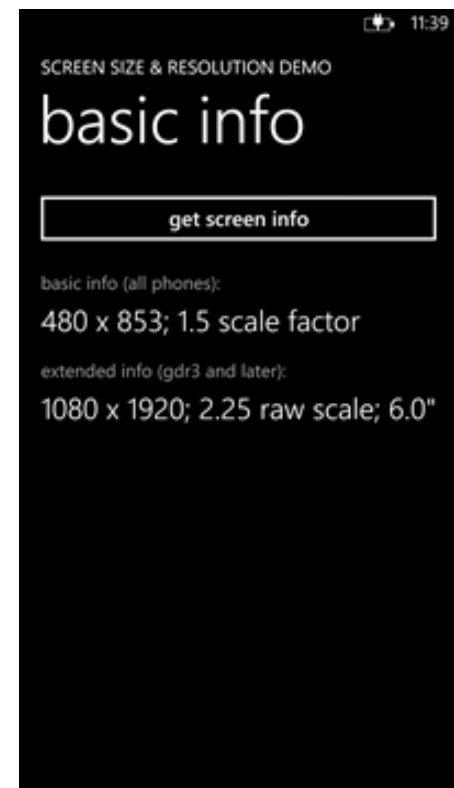 11:39
SCREEN SIZE & RESOLUTION DEMO
basic info
get screen info
basic info (all phones):
480 x 853; 1.5 scale factor
extended info (gdr3 and later):
1080 x 1920; 2.25 raw scale; 6.0"